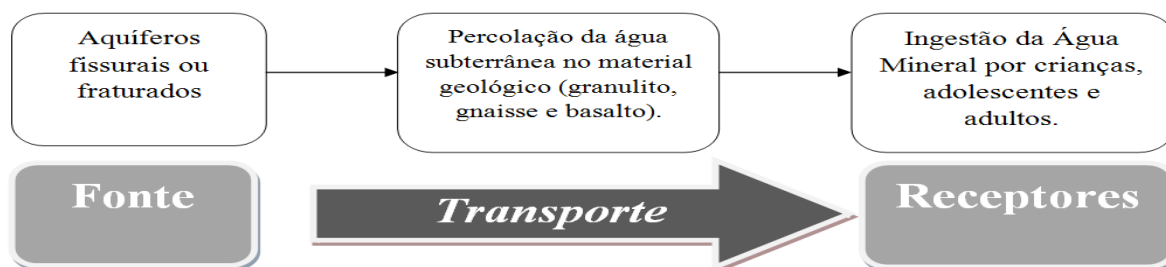 Aquíferos
fissurais ou
fraturados
Percolação da água
subterrânea no material
geológico (granulito,
gnaisse e basalto).
Ingestão da Água
Mineral por crianças,
adolescentes e
adultos.
Fonte
Transporte
Receptores